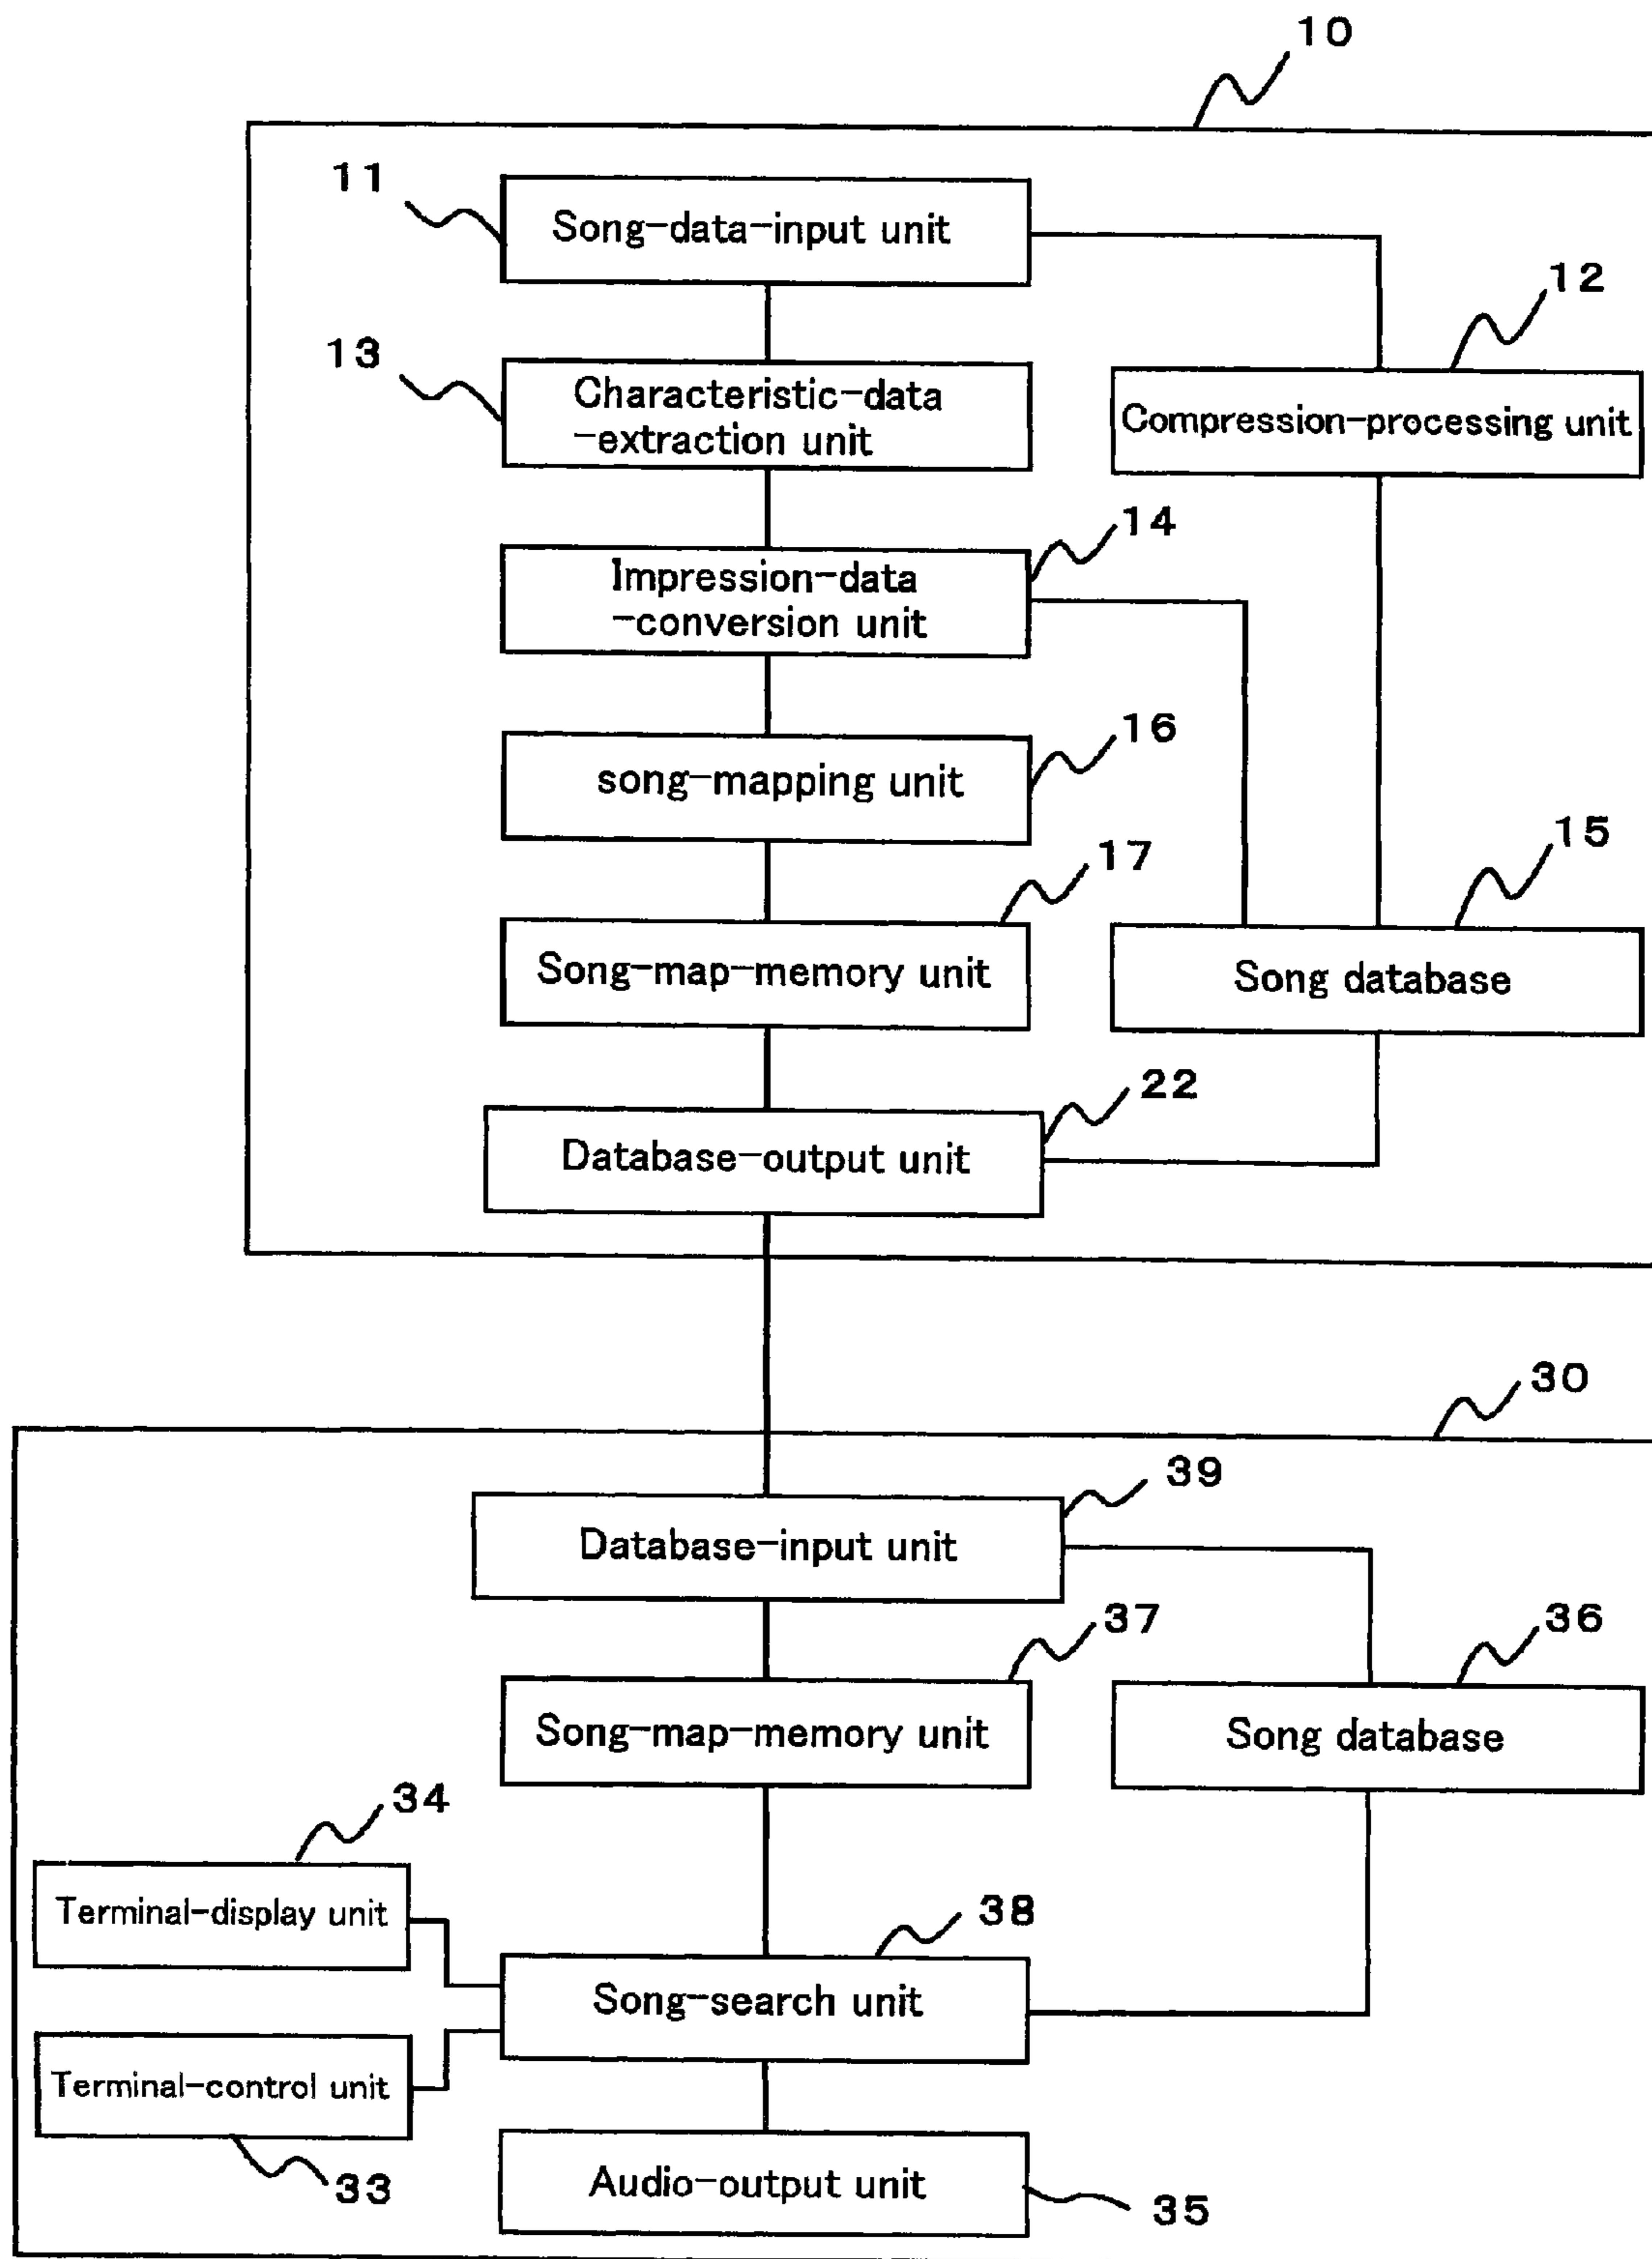 10
11
Song-data-input unit
12
13
Characteristic-data
-extraction unit
Compression-processing unit
14
Impression-data
-conversion unit
16
song-mapping unit
15
17
Song-map-memory unit
Song database
22
Database-output unit
30
39
Database-input unit
37
36
Song-map-memory unit
Song database
34
Terminal-display unit
38
Song-search unit
Terminal-control unit
33
Audio-output unit
35